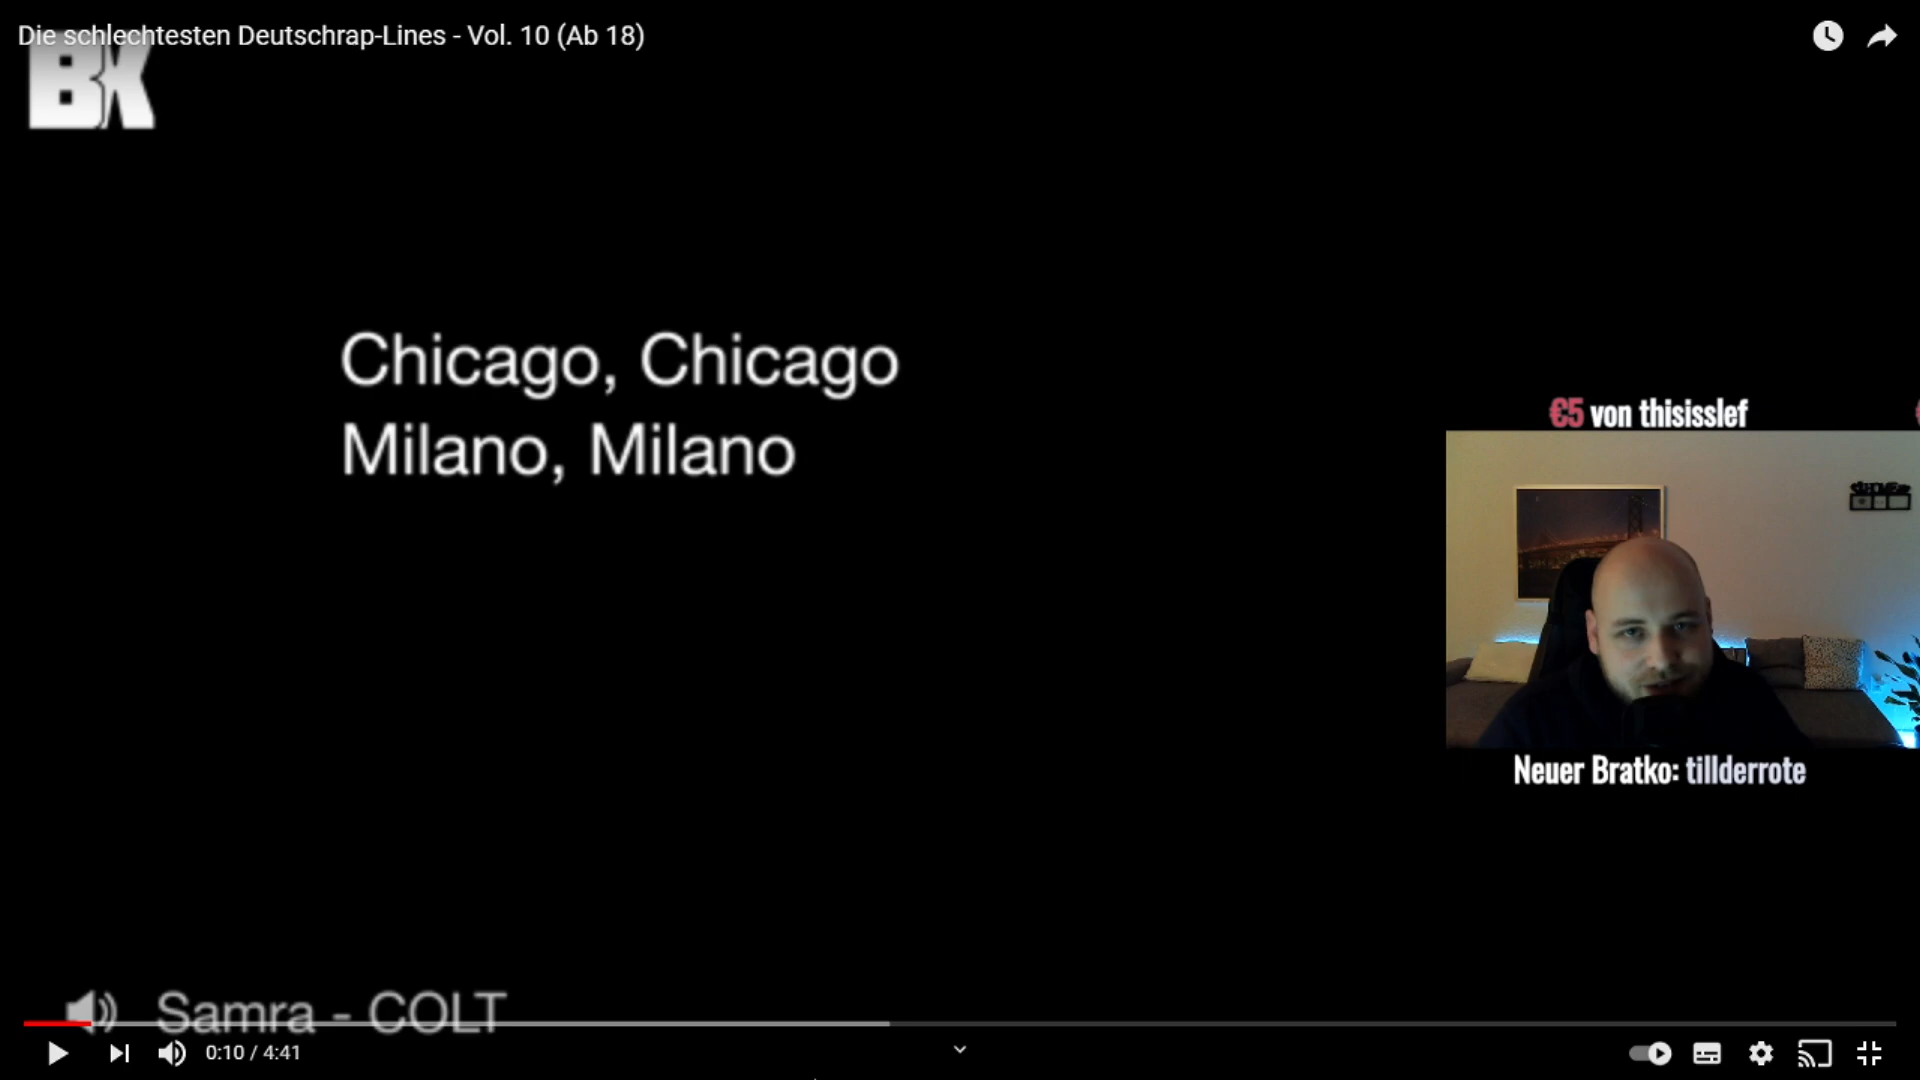 Die schlechtesten Deutschrap-Lines - Vol. 10 (Ab 18)
BK
Chicago, Chicago
Milano, Milano
€5 von thisisslef
Neuer Bratko: tillderrote
Samra - COLT
0:10 / 4:41